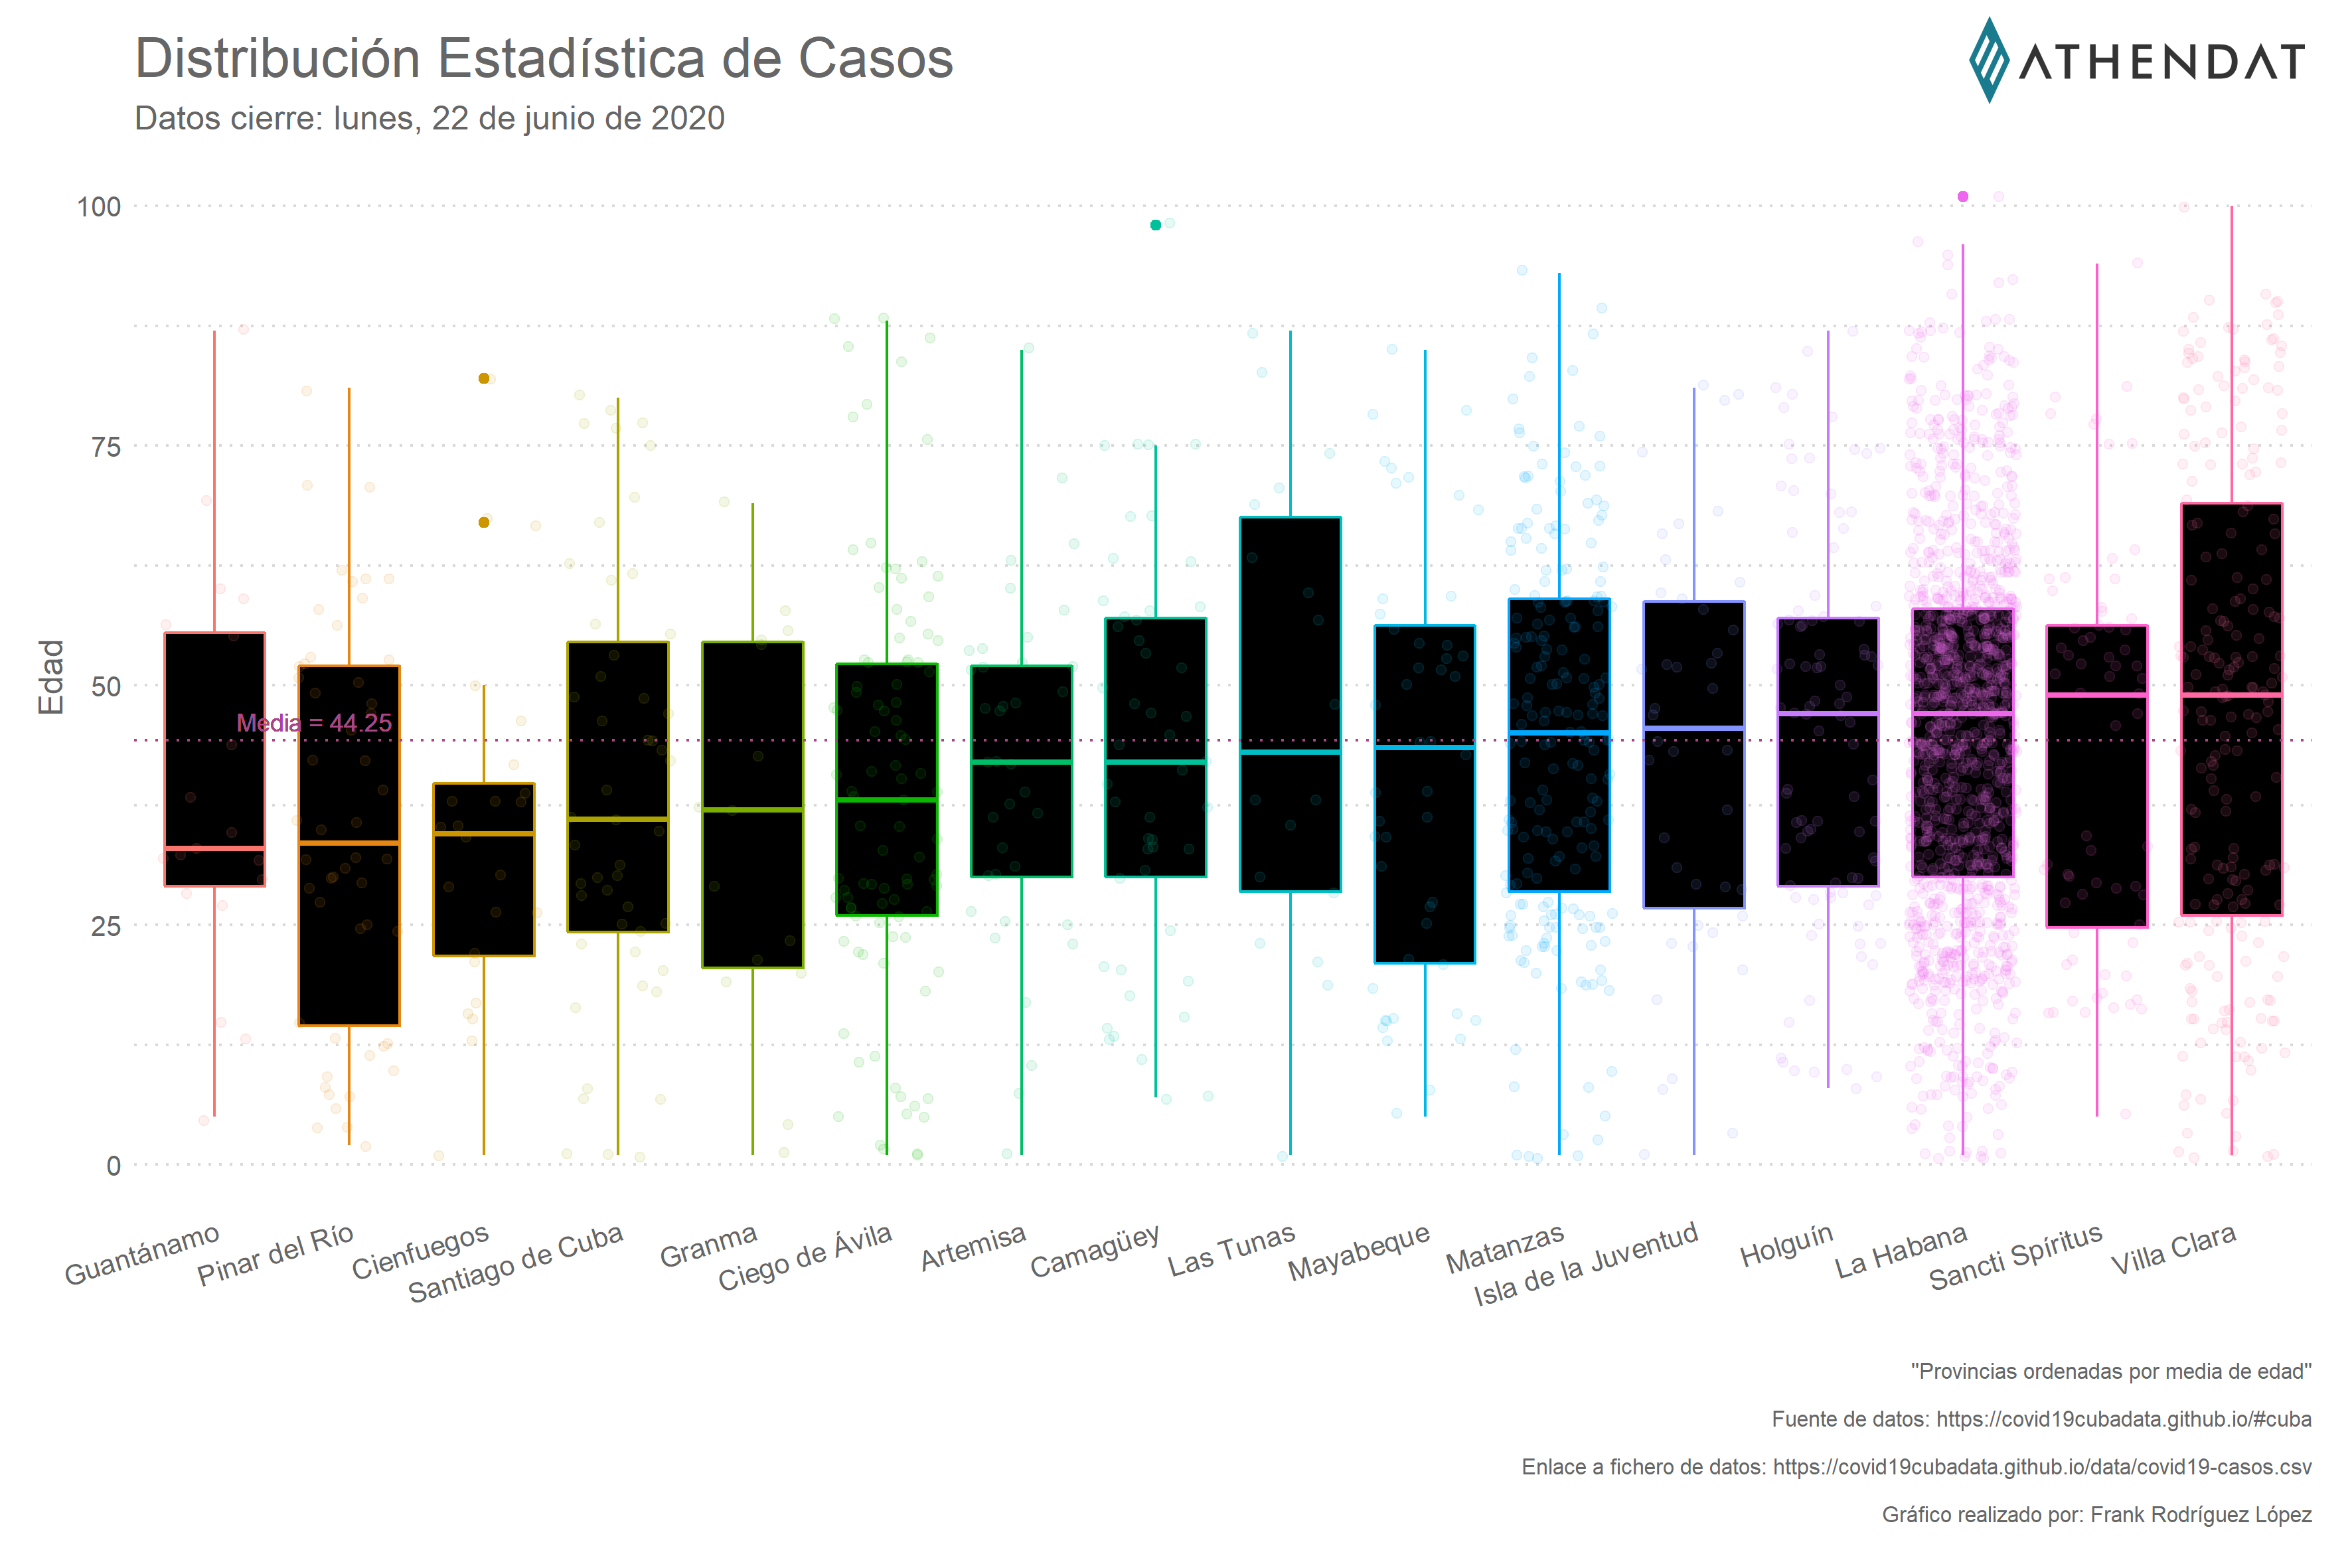 Distribución Estadística de Casos
Datos cierre: lunes, 22 de junio de 2020
ATHENDAT
Edad
100
75
50
25
0
Media = 44.25
Guantánamo
Pinar del Río
Cienfuegos
Santiago de Cuba
Granma
Ciego de Ávila
Artemisa
Camagüey
Las Tunas
Mayabeque
Matanzas
Isla de la Juventud
Holguín
La Habana
Sancti Spíritus
Villa Clara
"Provincias ordenadas por media de edad"
Fuente de datos: https://covid19cubadata.github.io/#cuba
Enlace a fichero de datos: https://covid19cubadata.github.io/data/covid19-casos.csv
Gráfico realizado por: Frank Rodríguez López